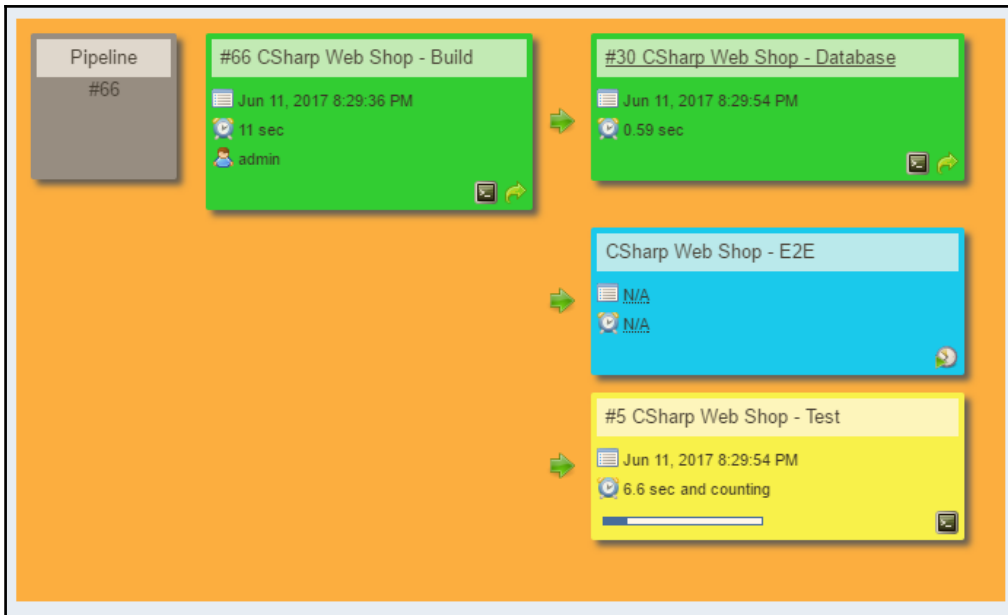 Pipeline
#66
#66 CSharp Web Shop - Build
Jun 11, 2017 8:29:36 PM
11 sec
admin
#30 CSharp Web Shop - Database
Jun 11, 2017 8:29:54 PM
0.59 sec
CSharp Web Shop - E2E
N/A
N/A
#5 CSharp Web Shop - Test
Jun 11, 2017 8:29:54 PM
6.6 sec and counting